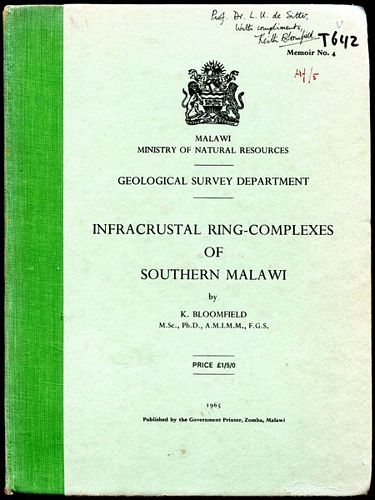 Prof. Dr. L. U. de Sitter,
With compliments,
Keith Bloomfield
T642
Memoir No. 4
MALAWI
MINISTRY OF NATURAL RESOURCES
GEOLOGICAL SURVEY DEPARTMENT
INFRACRUSTAL RING-COMPLEXES
OF
SOUTHERN MALAWI
by
K. BLOOMFIELD
M.Sc., Ph.D., A.M.I.M.M., F.G.S.
PRICE £1/5/0
1965
Published by the Government Printer, Zomba, Malawi